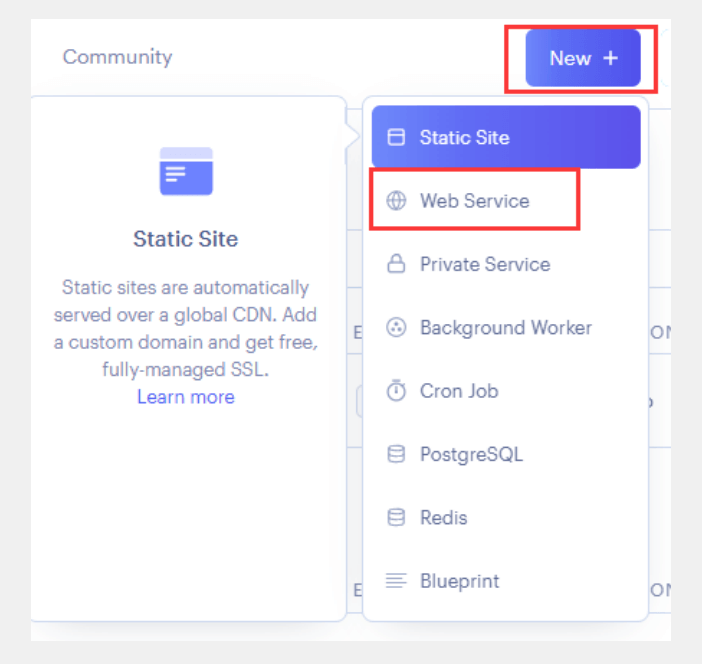 Community
New +
Static Site
Static sites are automatically
served over a global CDN. Add
a custom domain and get free,
fully-managed SSL.
Learn more
Static Site
Web Service
Private Service
Background Worker
Cron Job
PostgreSQL
Redis
Blueprint